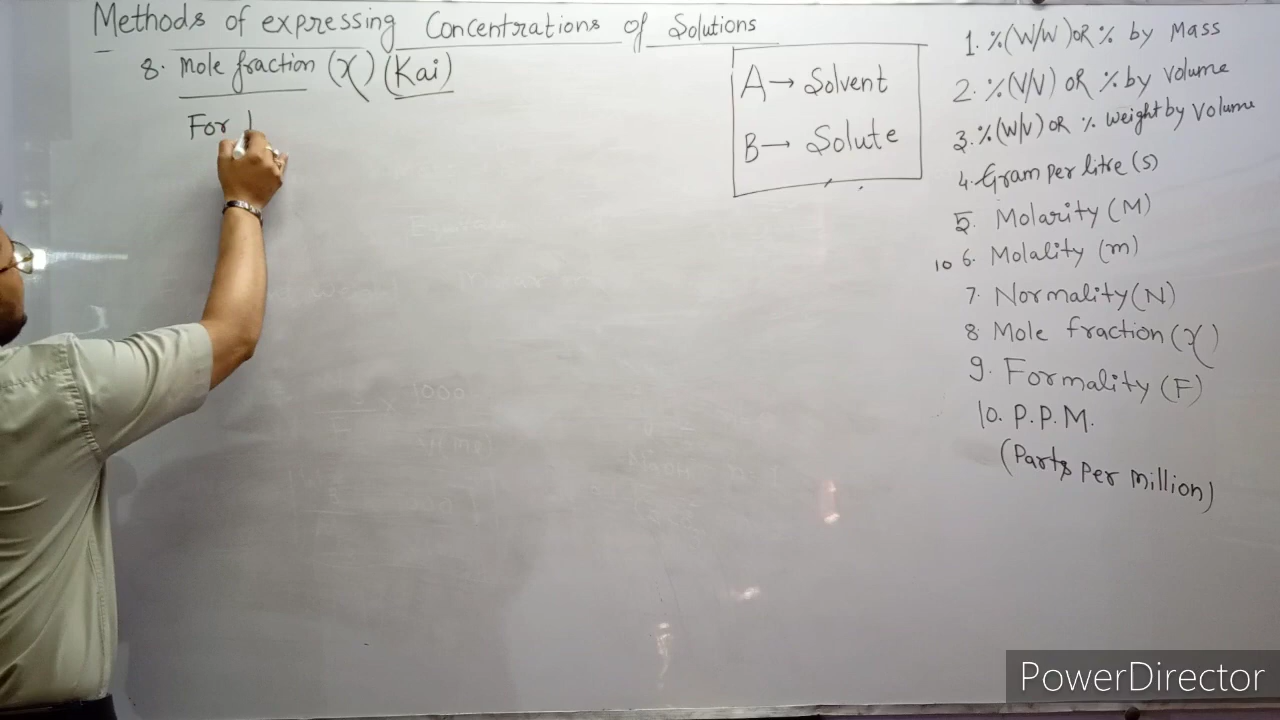 Methods of expressing Concentrations of Solutions
8. Mole fraction (χ) (Kai)
For
A→ Solvent
B→ Solute
1. %(W/W) OR % by Mass
2. %(V/V) OR % by volume
3. %(W/V) OR % weight by Volume
4. Gram per litre (s)
5. Molarity (M)
10 6. Molality (m)
7. Normality (N)
8 Mole fraction (χ)
9. Formality (F)
10. P.P.M.
(Parts Per million)
PowerDirector